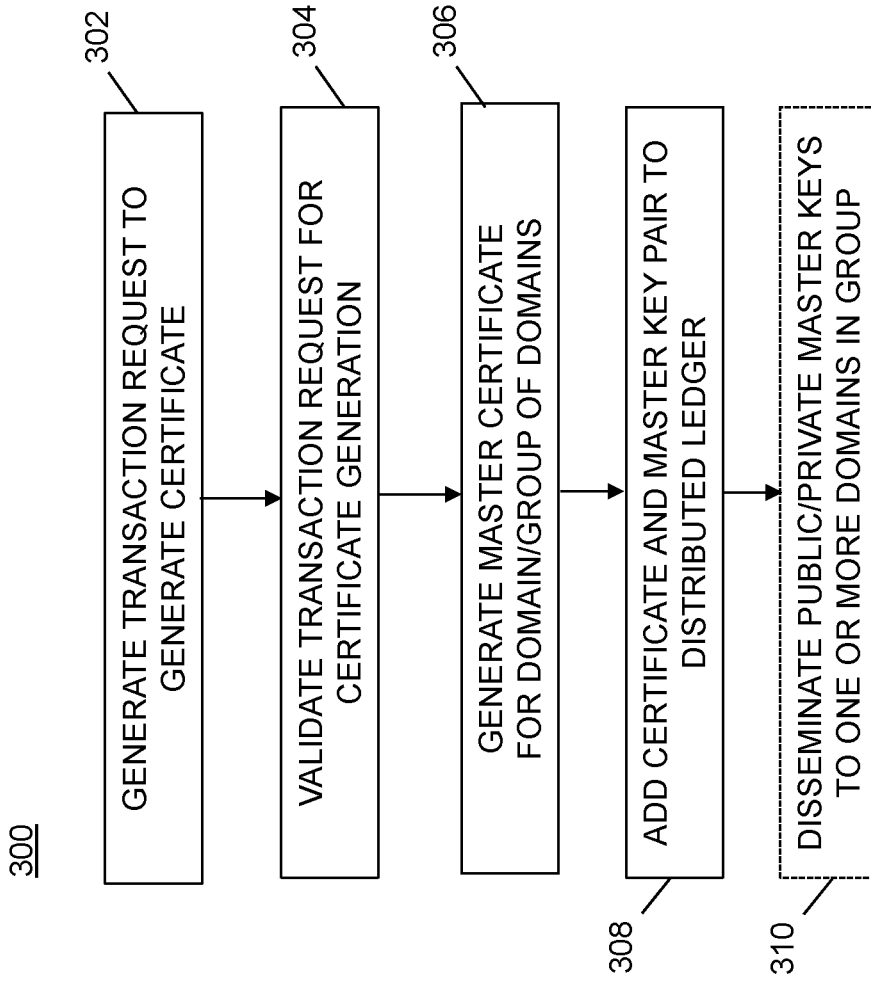 300
302
GENERATE TRANSACTION REQUEST TO
GENERATE CERTIFICATE
304
VALIDATE TRANSACTION REQUEST FOR
CERTIFICATE GENERATION
306
GENERATE MASTER CERTIFICATE
FOR DOMAIN/GROUP OF DOMAINS
308
ADD CERTIFICATE AND MASTER KEY PAIR TO
DISTRIBUTED LEDGER
310
DISSEMINATE PUBLIC/PRIVATE MASTER KEYS
TO ONE OR MORE DOMAINS IN GROUP